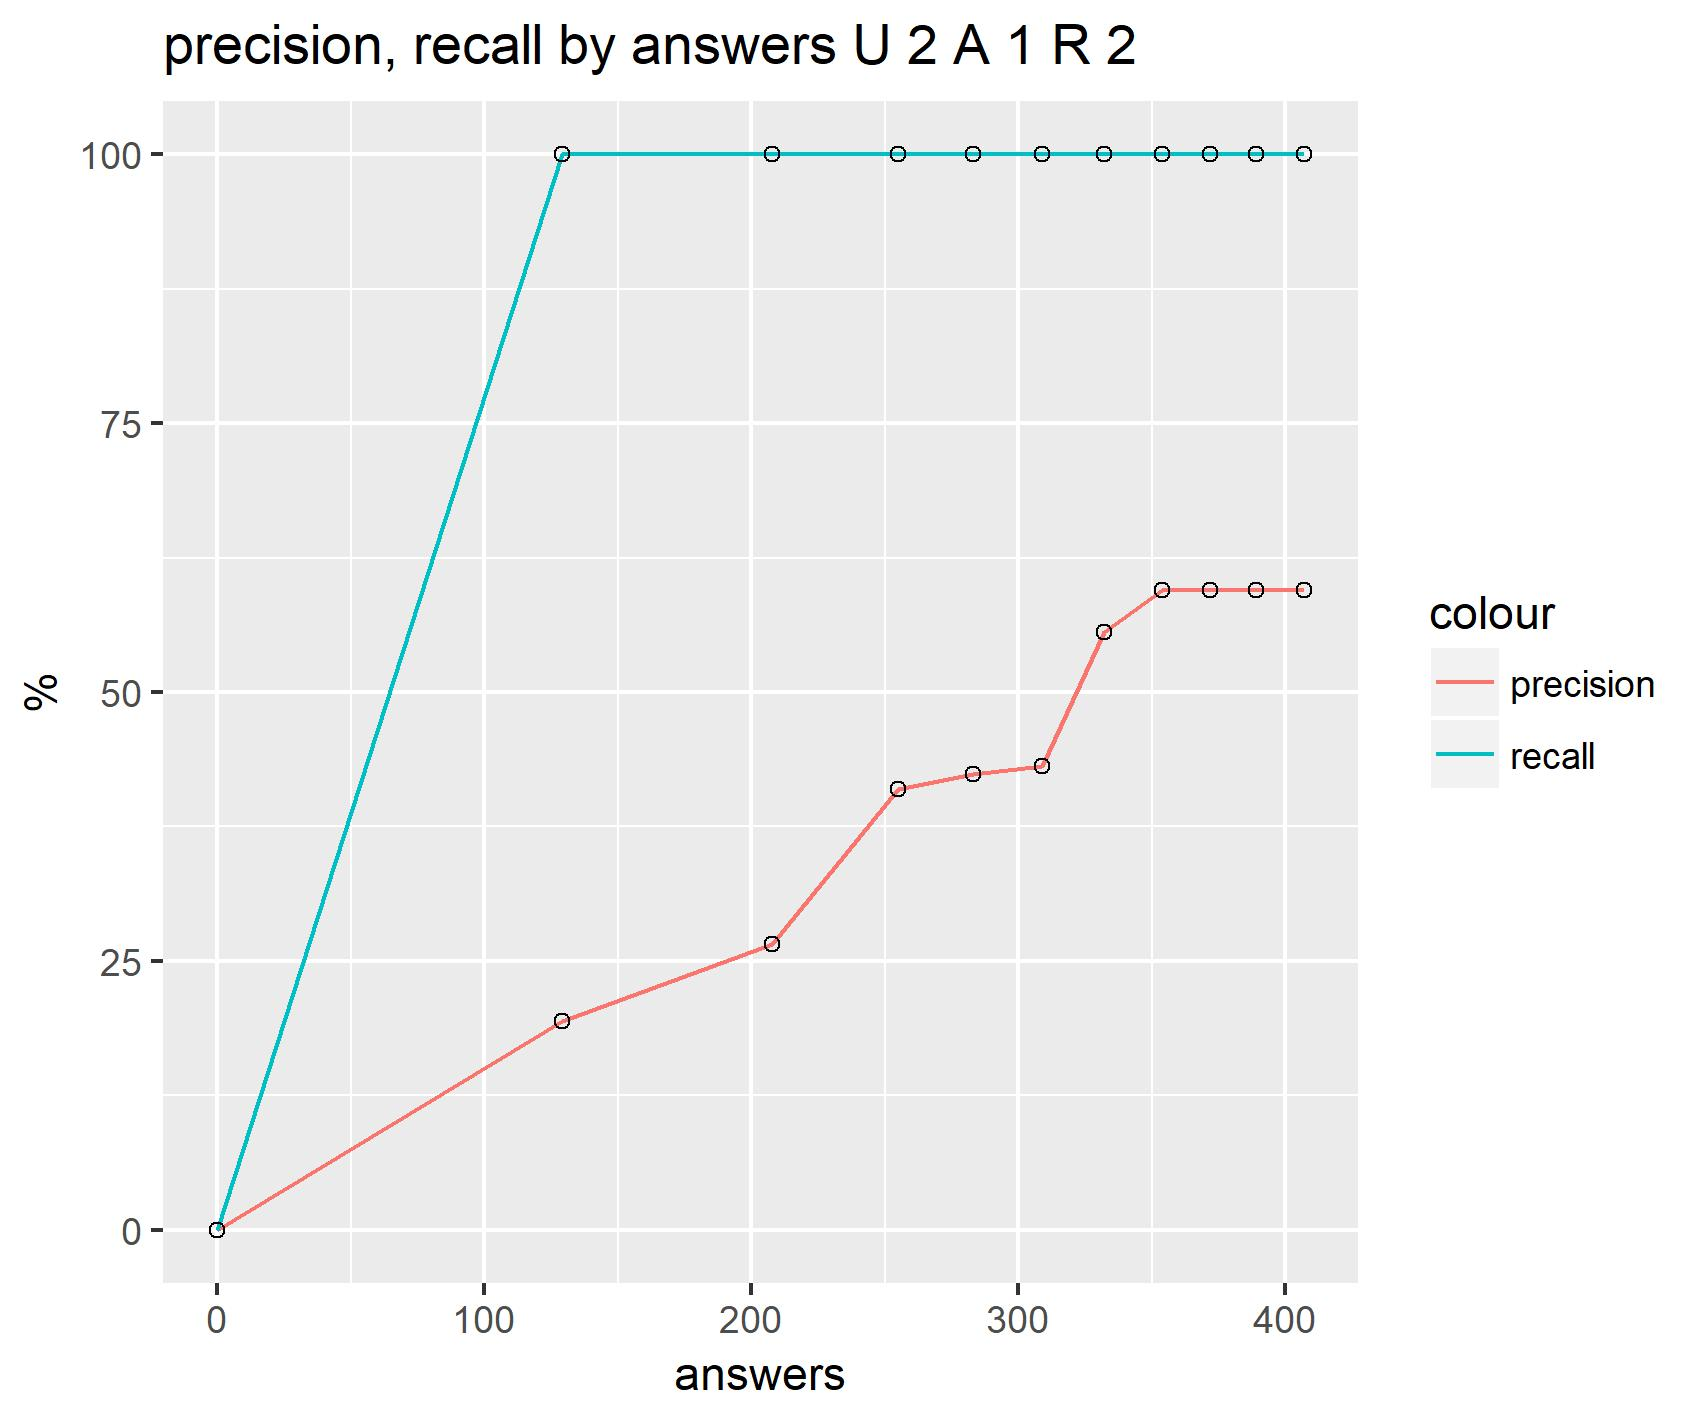 precision, recall by answers U 2 A 1 R 2
100
75
50
25
0
%
0 100 200 300 400
answers
colour
precision
recall